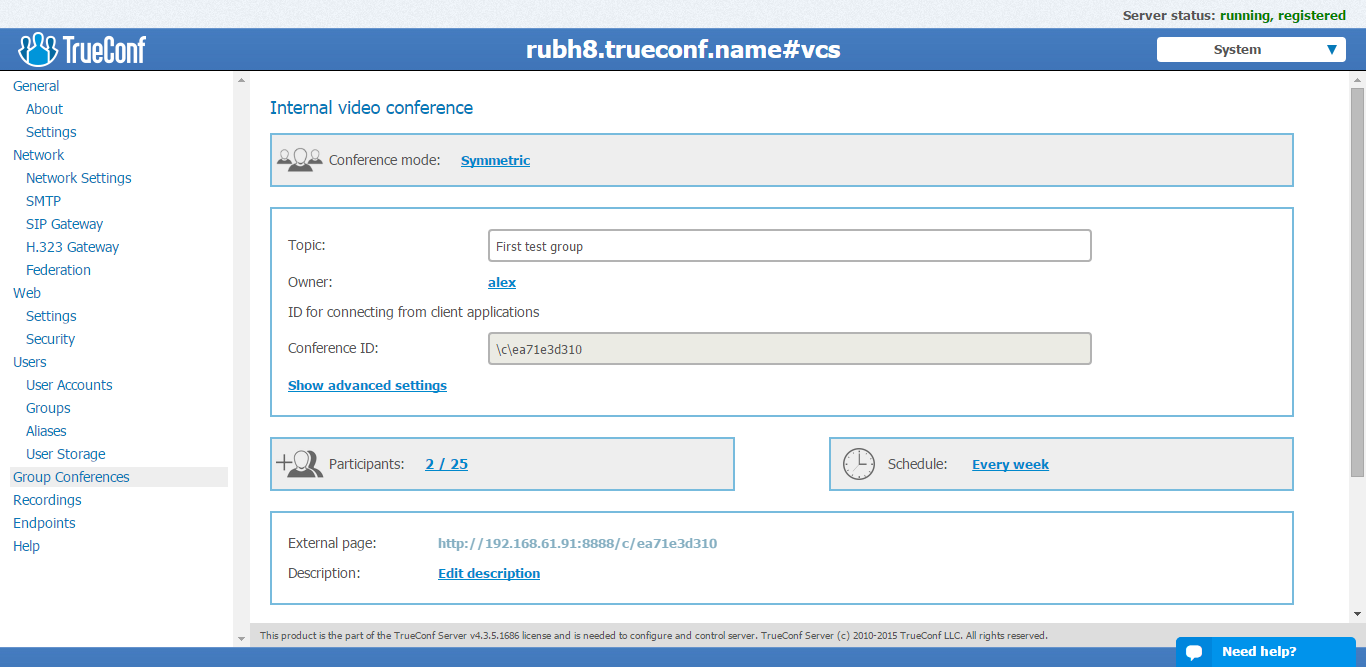 Server status: running, registered
TrueConf
rubh8.trueconf.name#vcs
System
General
About
Settings
Network
Network Settings
SMTP
SIP Gateway
H.323 Gateway
Federation
Web
Settings
Security
Users
User Accounts
Groups
Aliases
User Storage
Group Conferences
Recordings
Endpoints
Help
Internal video conference
Conference mode: Symmetric
Topic: First test group
Owner: alex
ID for connecting from client applications
Conference ID: \c\ea71e3d310
Show advanced settings
Participants: 2 / 25
Schedule: Every week
External page: http://192.168.61.91:8888/c/ea71e3d310
Description: Edit description
This product is the part of the TrueConf Server v4.3.5.1686 license and is needed to configure and control server. TrueConf Server (c) 2010-2015 TrueConf LLC. All rights reserved.
Need help?